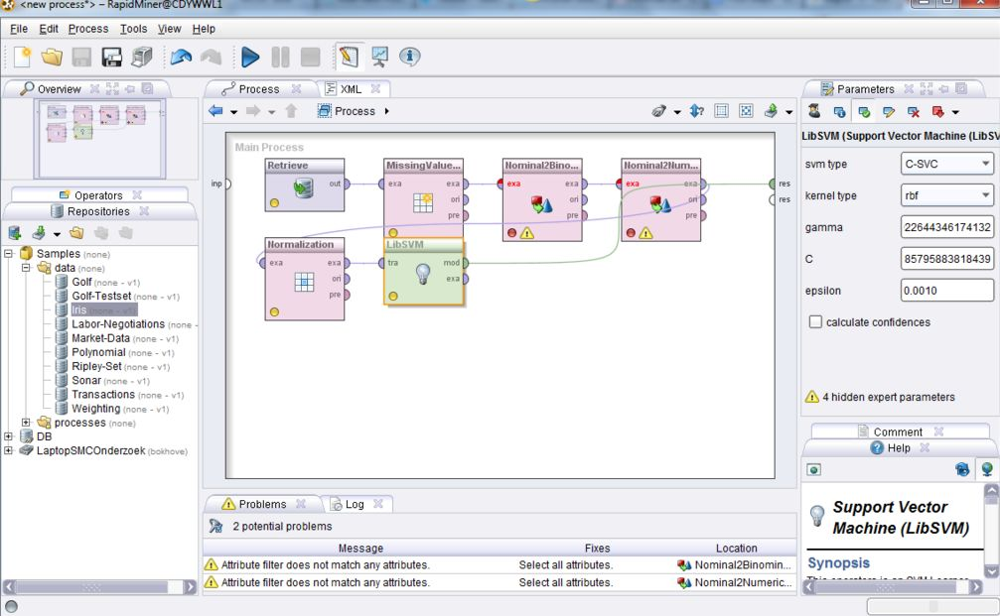 <new process*> – RapidMiner@CDYWWL1
File Edit Process Tools View Help
Overview
Process
XML
Parameters
Process
LibSVM (Support Vector Machine (LibSV
Main Process
Retrieve
out
MissingValue...
exa
exa
ori
pre
Nominal2Bino...
exa
exa
ori
pre
Nominal2Num...
exa
exa
ori
pre
inp
res
res
Normalization
exa
exa
ori
pre
LibSVM
tra
mod
exa
svm type
C-SVC
kernel type
rbf
gamma
22644346174132
C
85795883818439
epsilon
0.0010
calculate confidences
4 hidden expert parameters
Operators
Repositories
Samples (none)
data (none)
Golf (none - v1)
Golf-Testset (none - v1)
Iris (none - v1)
Labor-Negotiations (none -
Market-Data (none - v1)
Polynomial (none - v1)
Ripley-Set (none - v1)
Sonar (none - v1)
Transactions (none - v1)
Weighting (none - v1)
processes (none)
DB
LaptopSMCOnderzoek (bokhove)
Comment
Help
Support Vector
Machine (LibSVM)
Synopsis
This operator is an SVM Learner
Problems
Log
2 potential problems
Message Fixes Location
Attribute filter does not match any attributes. Select all attributes. Nominal2Binomin...
Attribute filter does not match any attributes. Select all attributes. Nominal2Numeric...